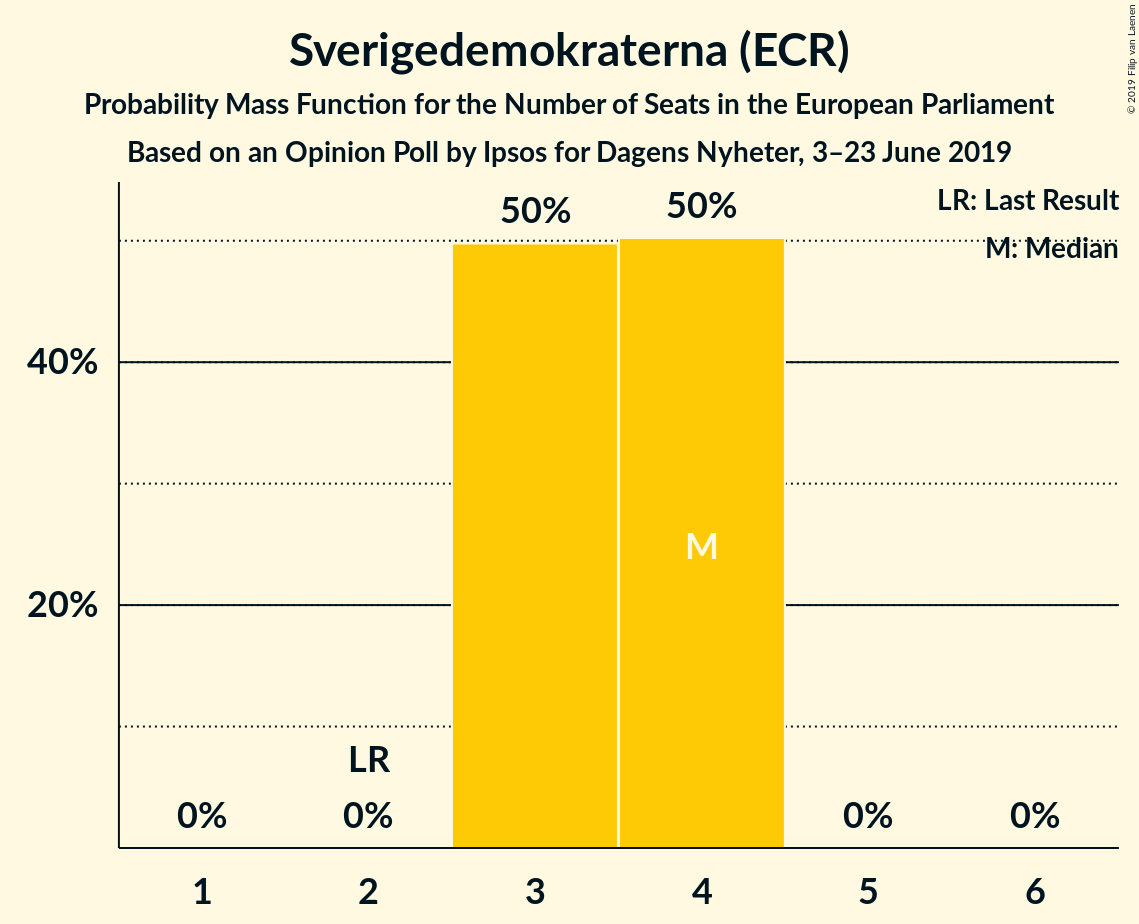 Sverigedemokraterna (ECR)
Probability Mass Function for the Number of Seats in the European Parliament
Based on an Opinion Poll by Ipsos for Dagens Nyheter, 3–23 June 2019
© 2019 Filip van Laenen
LR: Last Result
M: Median
50%
50%
40%
20%
M
LR
0%
0%
0%
0%
1
2
3
4
5
6